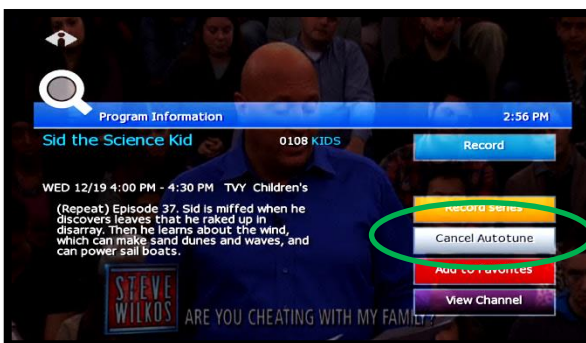 Program Information
2:56 PM
Sid the Science Kid
0108 KIDS
Record
WED 12/19 4:00 PM - 4:30 PM TVY Children's
(Repeat) Episode 37. Sid is miffed when he
discovers leaves that he raked up in
disarray. Then he learns about the wind,
which can make sand dunes and waves, and
can power sail boats.
Record Series
Cancel Autotune
Add to Favorites
View Channel
STEVE
WILKOS
ARE YOU CHEATING WITH MY FAMILY?